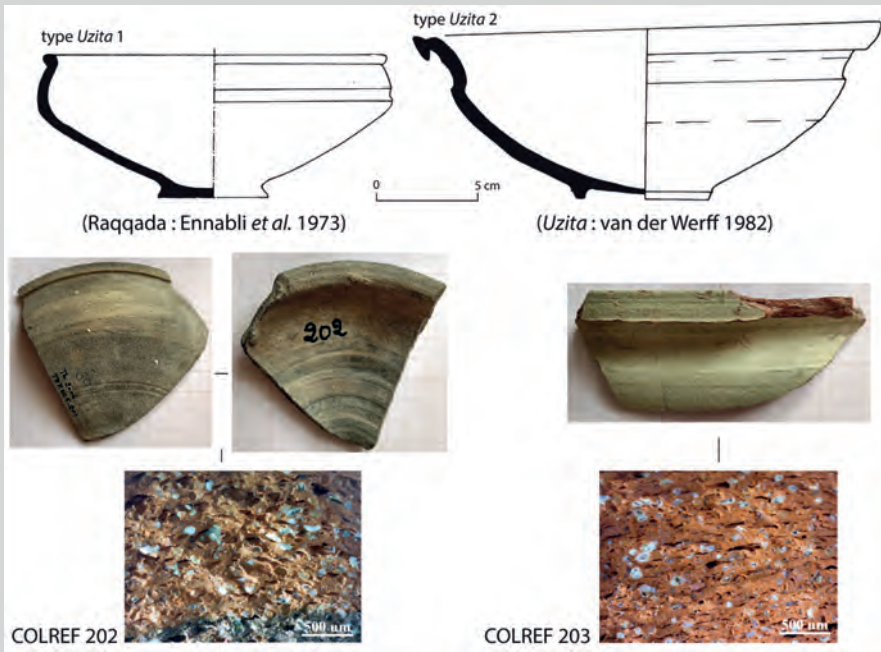 type Uzita 1
type Uzita 2
0 5 cm
(Raqqada : Ennabli et al. 1973)
(Uzita : van der Werff 1982)
202
500 µm
500 µm
COLREF 202
COLREF 203